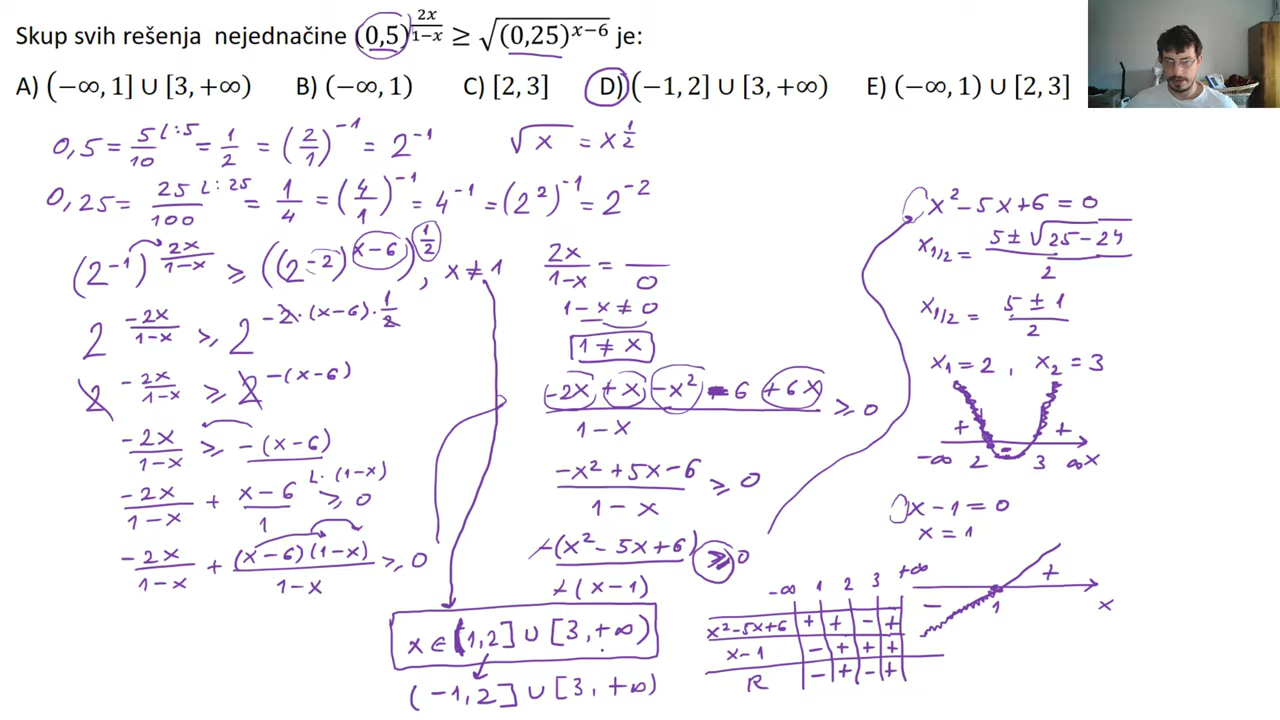 Skup svih rešenja nejednačine (0,5)^(2x/(1−x)) ≥ √((0,25)^(x−6)) je:
A) (−∞, 1] ∪ [3, +∞) B) (−∞, 1) C) [2, 3] D) (−1, 2] ∪ [3, +∞) E) (−∞, 1) ∪ [2, 3]
0,5 = 5/10 (:5 = 1/2 = (2/1)^−1 = 2^−1
√x = x^(1/2)
0,25 = 25/100 (:25 = 1/4 = (4/1)^−1 = 4^−1 = (2^2)^−1 = 2^−2
(2^−1)^(2x/(1−x)) ≥ ((2^−2)^(x−6))^(1/2), x ≠ 1
2^(−2x/(1−x)) ≥ 2^(−2·(x−6)·1/2)
2^(−2x/(1−x)) ≥ 2^(−(x−6))
−2x/(1−x) ≥ −(x−6)
−2x/(1−x) + (x−6)/1 (·(1−x) ≥ 0
−2x/(1−x) + (x−6)(1−x)/(1−x) ≥ 0
2x/(1−x) = —/0
1−x ≠ 0
1 ≠ x
(−2x + x − x² − 6 + 6x)/(1−x) ≥ 0
(−x² + 5x − 6)/(1−x) ≥ 0
−(x² − 5x + 6)/−(x−1) ≥ 0
x ∈ (1,2] ∪ [3,+∞)
(−1,2] ∪ [3,+∞)
x² − 5x + 6 = 0
x1/2 = (5 ± √(25−24))/2
x1/2 = (5 ± 1)/2
x1 = 2, x2 = 3
+ − +
−∞ 2 3 ∞ x
x − 1 = 0
x = 1
− 1 + x
−∞ 1 2 3 +∞
x²−5x+6 + + − +
x−1 − + + +
R − + − +